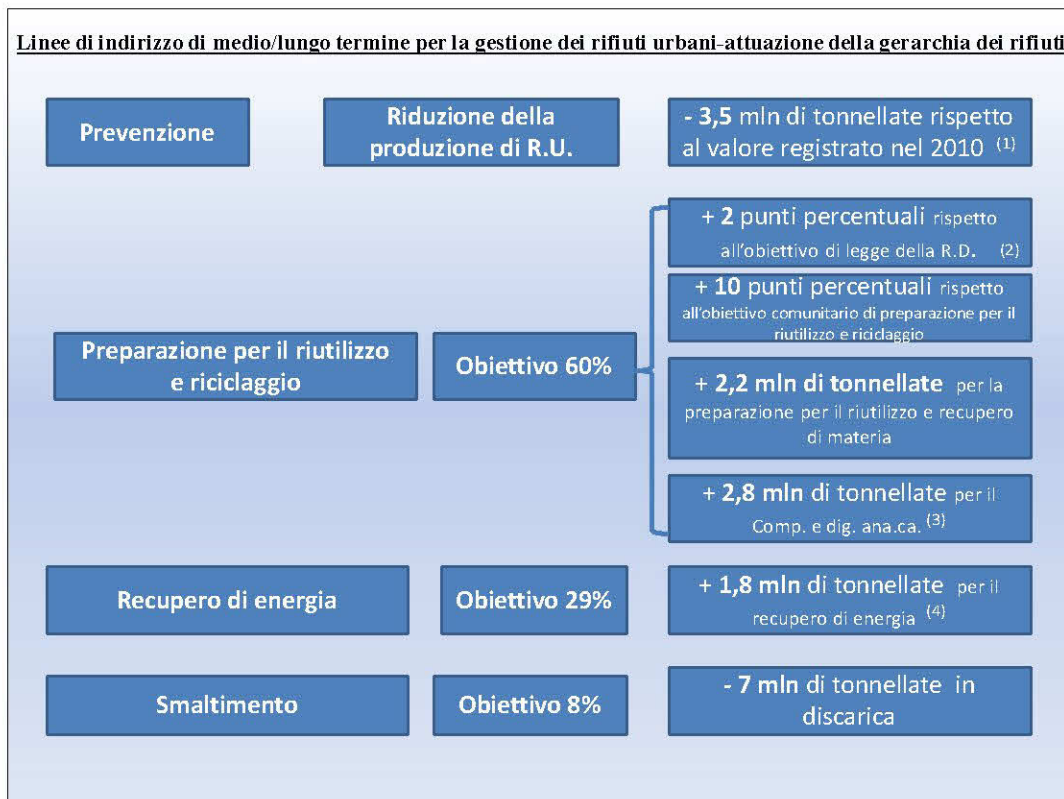 Linee di indirizzo di medio/lungo termine per la gestione dei rifiuti urbani-attuazione della gerarchia dei rifiuti
Prevenzione
Riduzione della
produzione di R.U.
- 3,5 mln di tonnellate rispetto
al valore registrato nel 2010 (1)
Preparazione per il riutilizzo
e riciclaggio
Obiettivo 60%
+ 2 punti percentuali rispetto
all'obiettivo di legge della R.D. (2)
+ 10 punti percentuali rispetto
all'obiettivo comunitario di preparazione per il
riutilizzo e riciclaggio
+ 2,2 mln di tonnellate per la
preparazione per il riutilizzo e recupero
di materia
+ 2,8 mln di tonnellate per il
Comp. e dig. ana.ca. (3)
Recupero di energia
Obiettivo 29%
+ 1,8 mln di tonnellate per il
recupero di energia (4)
Smaltimento
Obiettivo 8%
- 7 mln di tonnellate in
discarica